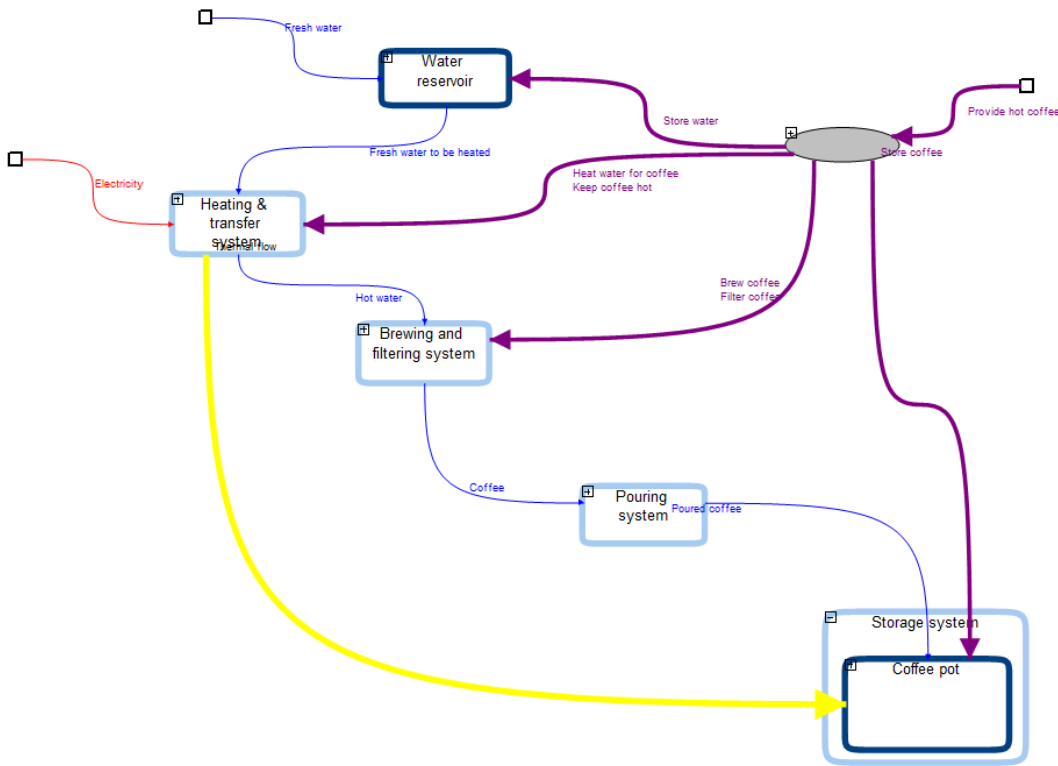 Fresh water
Water
reservoir
Provide hot coffee
Store water
Store coffee
Fresh water to be heated
Heat water for coffee
Keep coffee hot
Electricity
Heating &
transfer
system
Thermal flow
Brew coffee
Filter coffee
Hot water
Brewing and
filtering system
Coffee
Pouring
system
Poured coffee
Storage system
Coffee pot